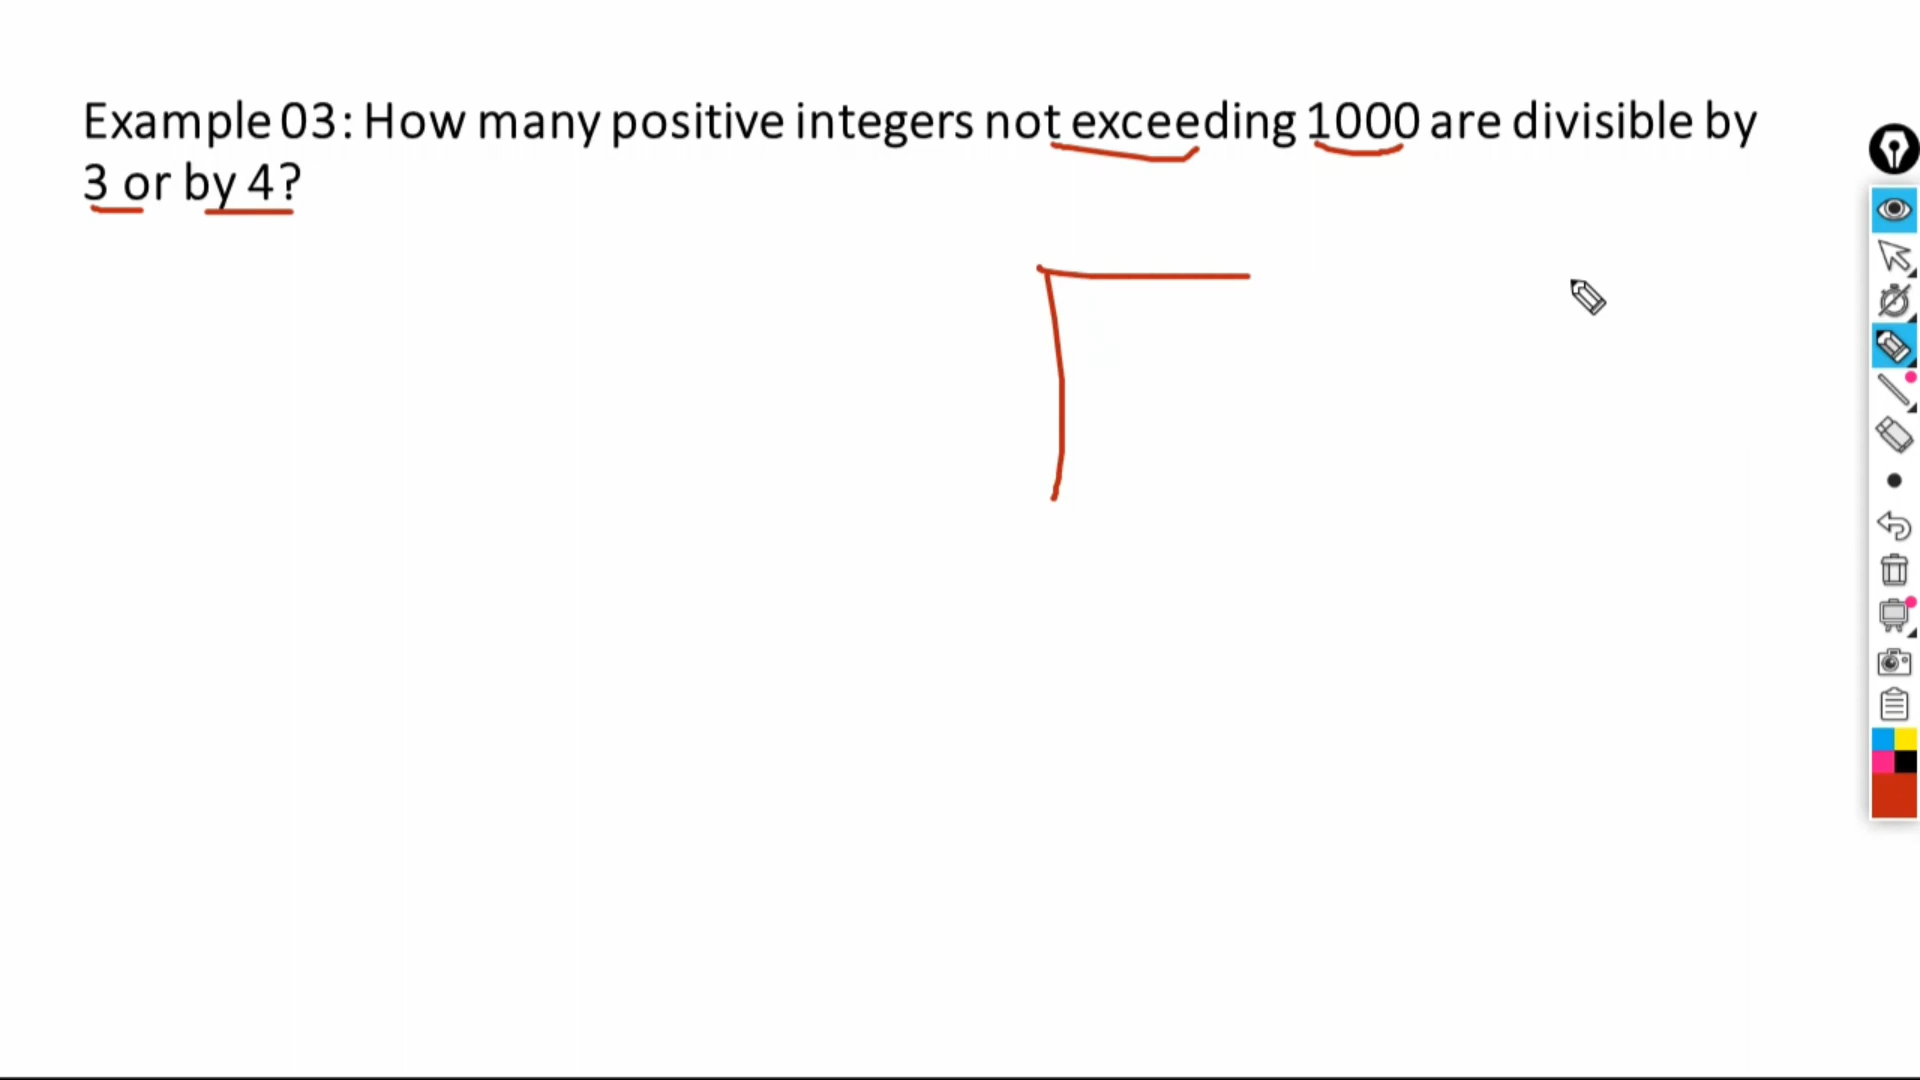 Example 03: How many positive integers not exceeding 1000 are divisible by
3 or by 4?